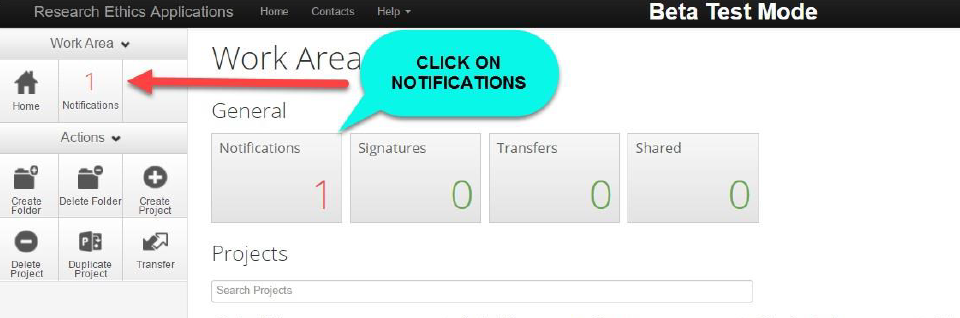 Research Ethics Applications Home Contacts Help Beta Test Mode
Work Area
1
Home Notifications
Actions
Create Folder Delete Folder Create Project
Delete Project Duplicate Project Transfer
Work Area
CLICK ON
NOTIFICATIONS
General
Notifications Signatures Transfers Shared
1 0 0 0
Projects
Search Projects